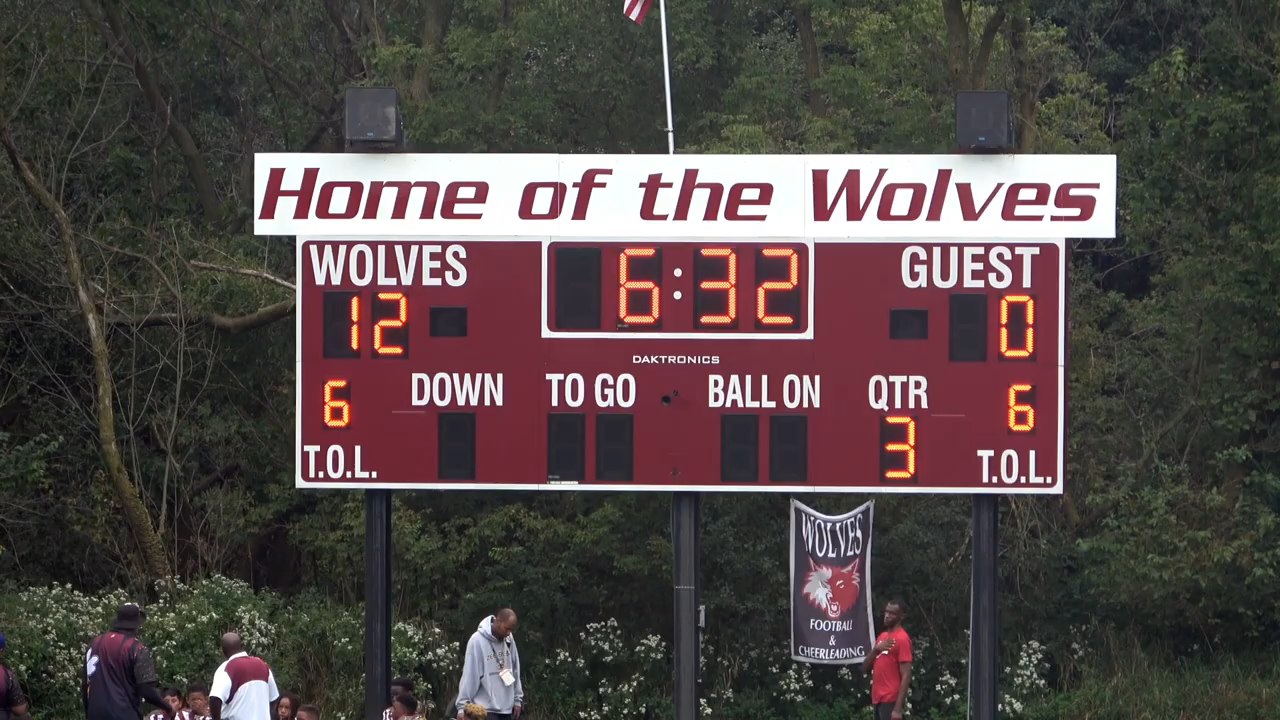 Home of the Wolves
WOLVES 6:32 GUEST
12 0
DAKTRONICS
6 DOWN TO GO BALL ON QTR 6
T.O.L. 3 T.O.L.
WOLVES
FOOTBALL
&
CHEERLEADING